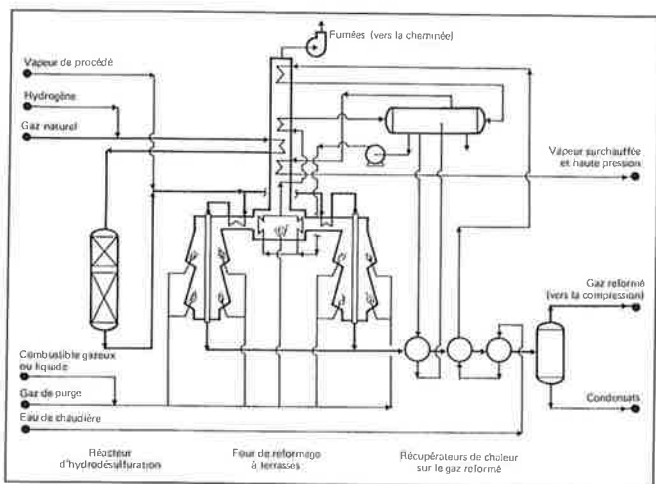 Fumées (vers la cheminée)
Vapeur de procédé
Hydrogène
Gaz naturel
Vapeur surchauffée
et haute pression
Gaz reformé
(vers la compression)
Combustible gazeux
ou liquide
Gaz de purge
Eau de chaudière
Condensats
Réacteur
d'hydrodésulfuration
Four de reformage
à terrasses
Récupérateurs de chaleur
sur le gaz reformé